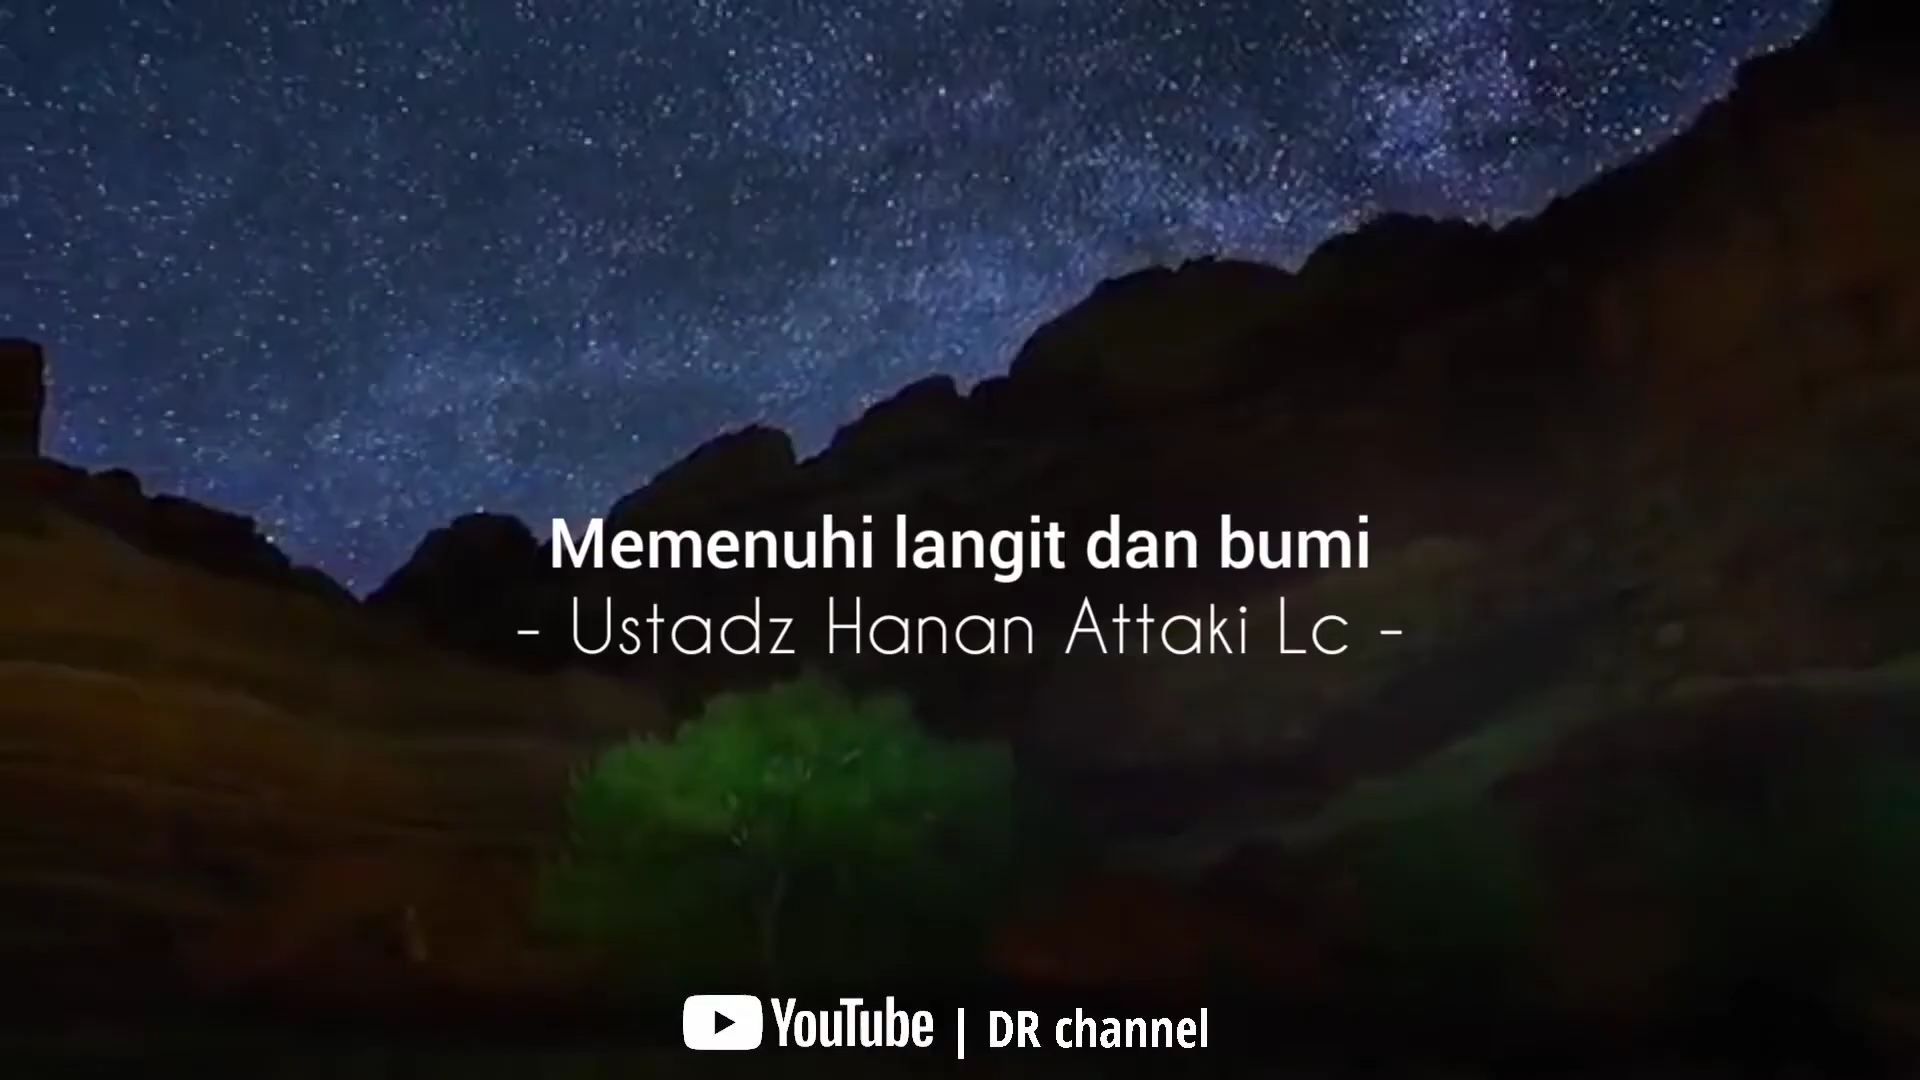 Memenuhi langit dan bumi
- Ustadz Hanan Attaki Lc -
YouTube | DR channel